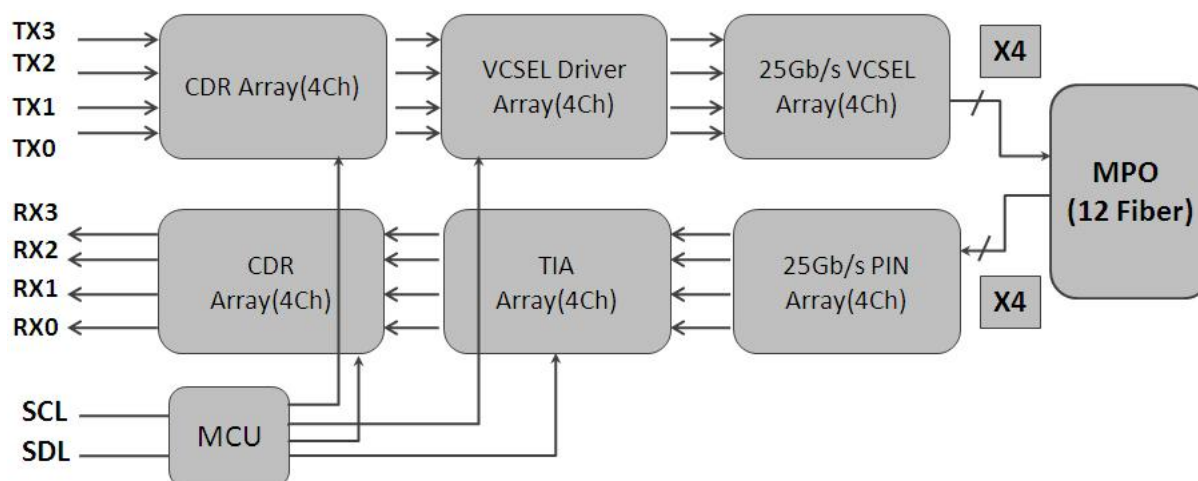 TX3
TX2
TX1
TX0
CDR Array(4Ch)
VCSEL Driver
Array(4Ch)
25Gb/s VCSEL
Array(4Ch)
X4
MPO
(12 Fiber)
RX3
RX2
RX1
RX0
CDR
Array(4Ch)
TIA
Array(4Ch)
25Gb/s PIN
Array(4Ch)
X4
SCL
SDL
MCU